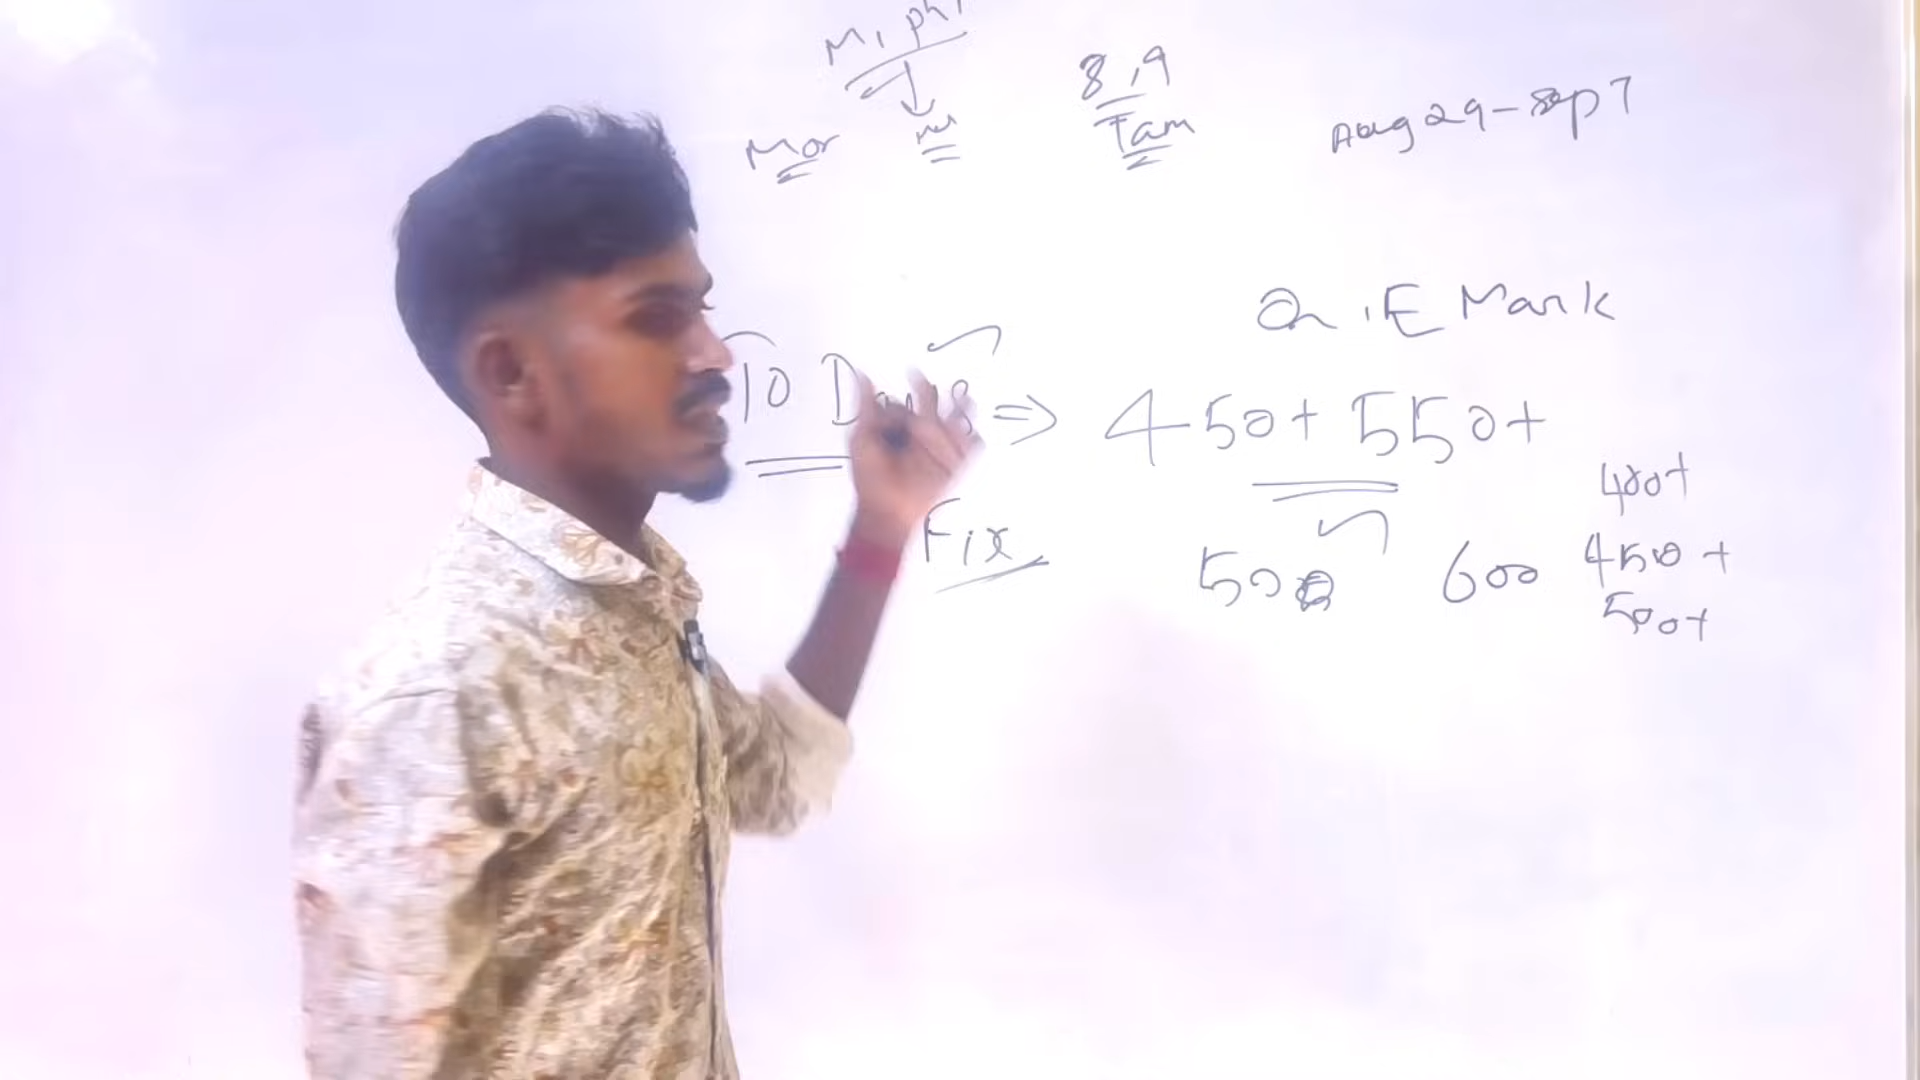 M, ph,
8,9
Aug 29-Sep 7
Mor
Tam
Q.E Mark
10 Days => 450+ 550+
400+
Fix
500
600
450+
500+